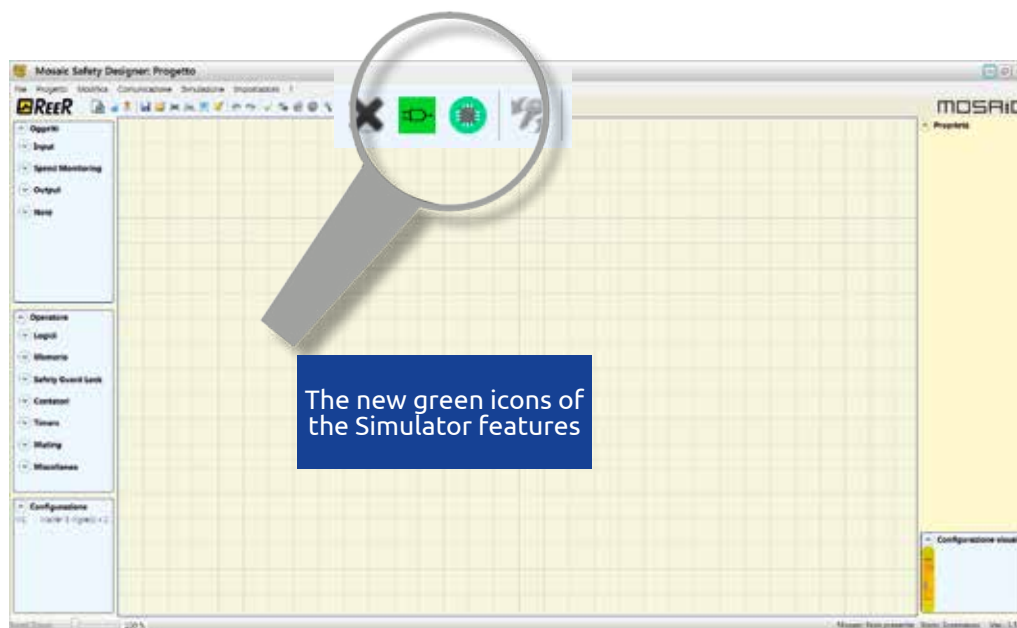 Mosaic Safety Designer: Progetto
File Progetto Modifica Comunicazione Simulazione Impostazioni ?
REER
MOSAIC
Oggetti
Input
Speed Monitoring
Output
Note
Operatore
Logici
Memorie
Safety Guard Lock
Contatori
Timers
Muting
Miscellanea
Configurazione
Proprietà
The new green icons of
the Simulator features
Configurazione visual